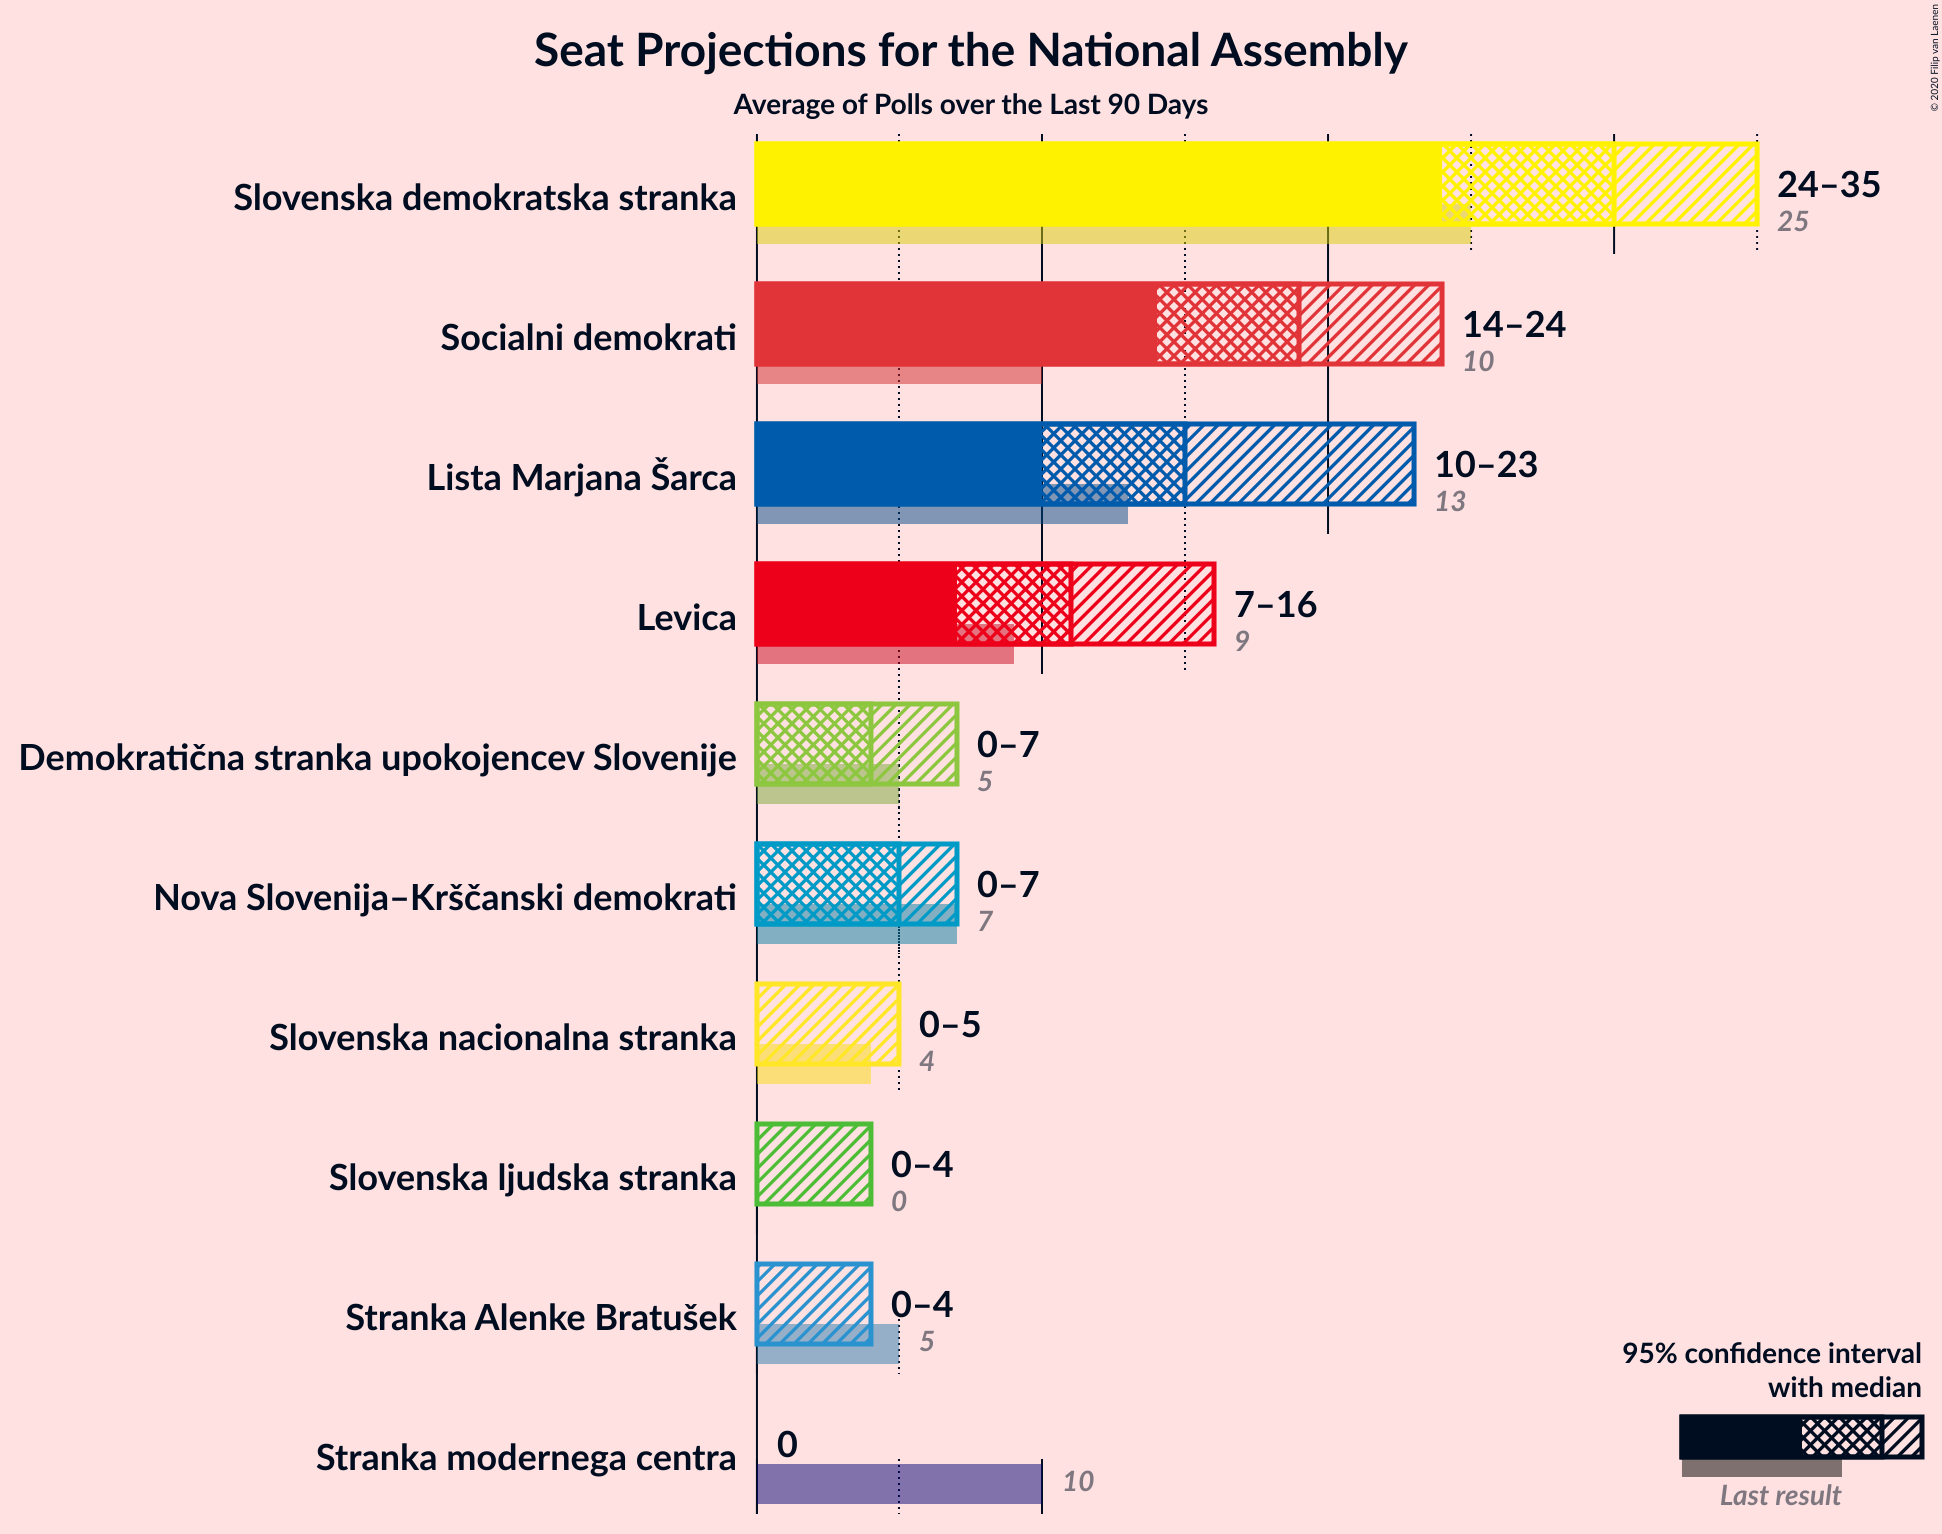 Seat Projections for the National Assembly
Average of Polls over the Last 90 Days
© 2020 Filip van Laenen
Slovenska demokratska stranka
24–35
25
Socialni demokrati
14–24
10
Lista Marjana Šarca
10–23
13
Levica
7–16
9
Demokratična stranka upokojencev Slovenije
0–7
5
Nova Slovenija–Krščanski demokrati
0–7
7
Slovenska nacionalna stranka
0–5
4
Slovenska ljudska stranka
0–4
0
Stranka Alenke Bratušek
0–4
5
Stranka modernega centra
0
10
95% confidence interval
with median
Last result